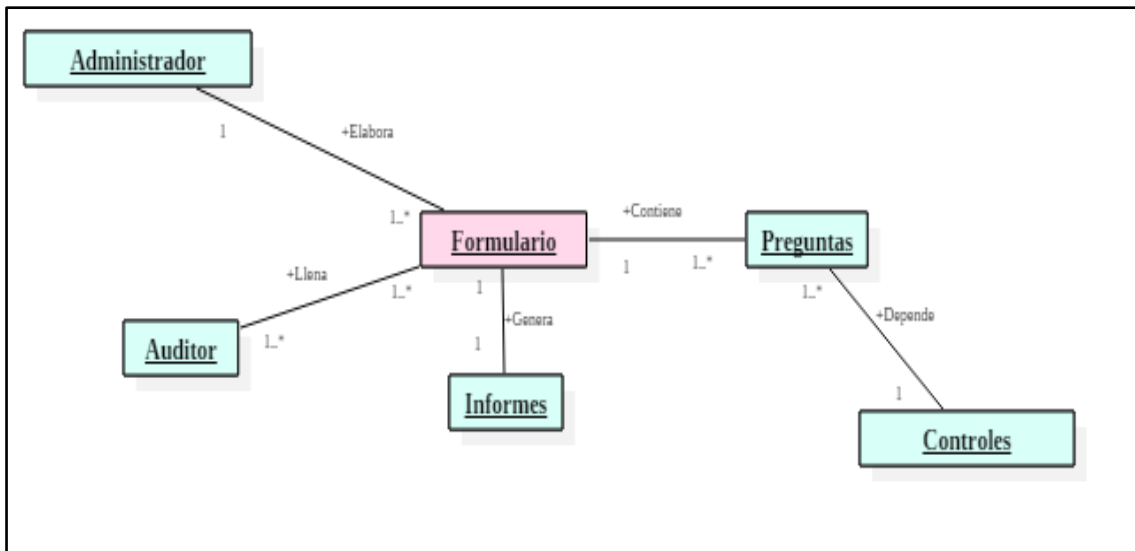 Administrador
1
+Elabora
1..*
Formulario
+Contiene
1
1..*
Preguntas
+Llena
1..*
1..*
Auditor
1
+Genera
1
Informes
1..*
+Depende
1
Controles